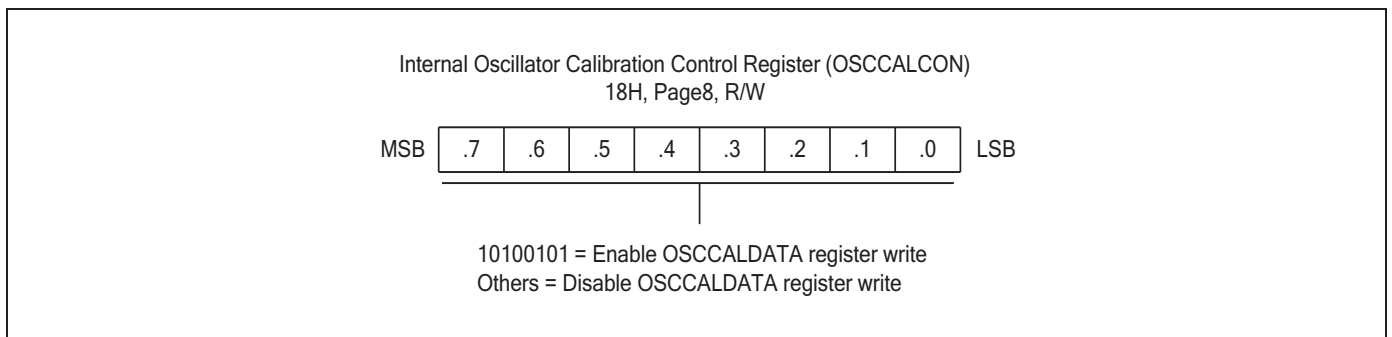 Internal Oscillator Calibration Control Register (OSCCALCON)
18H, Page8, R/W
MSB .7 .6 .5 .4 .3 .2 .1 .0 LSB
10100101 = Enable OSCCALDATA register write
Others = Disable OSCCALDATA register write